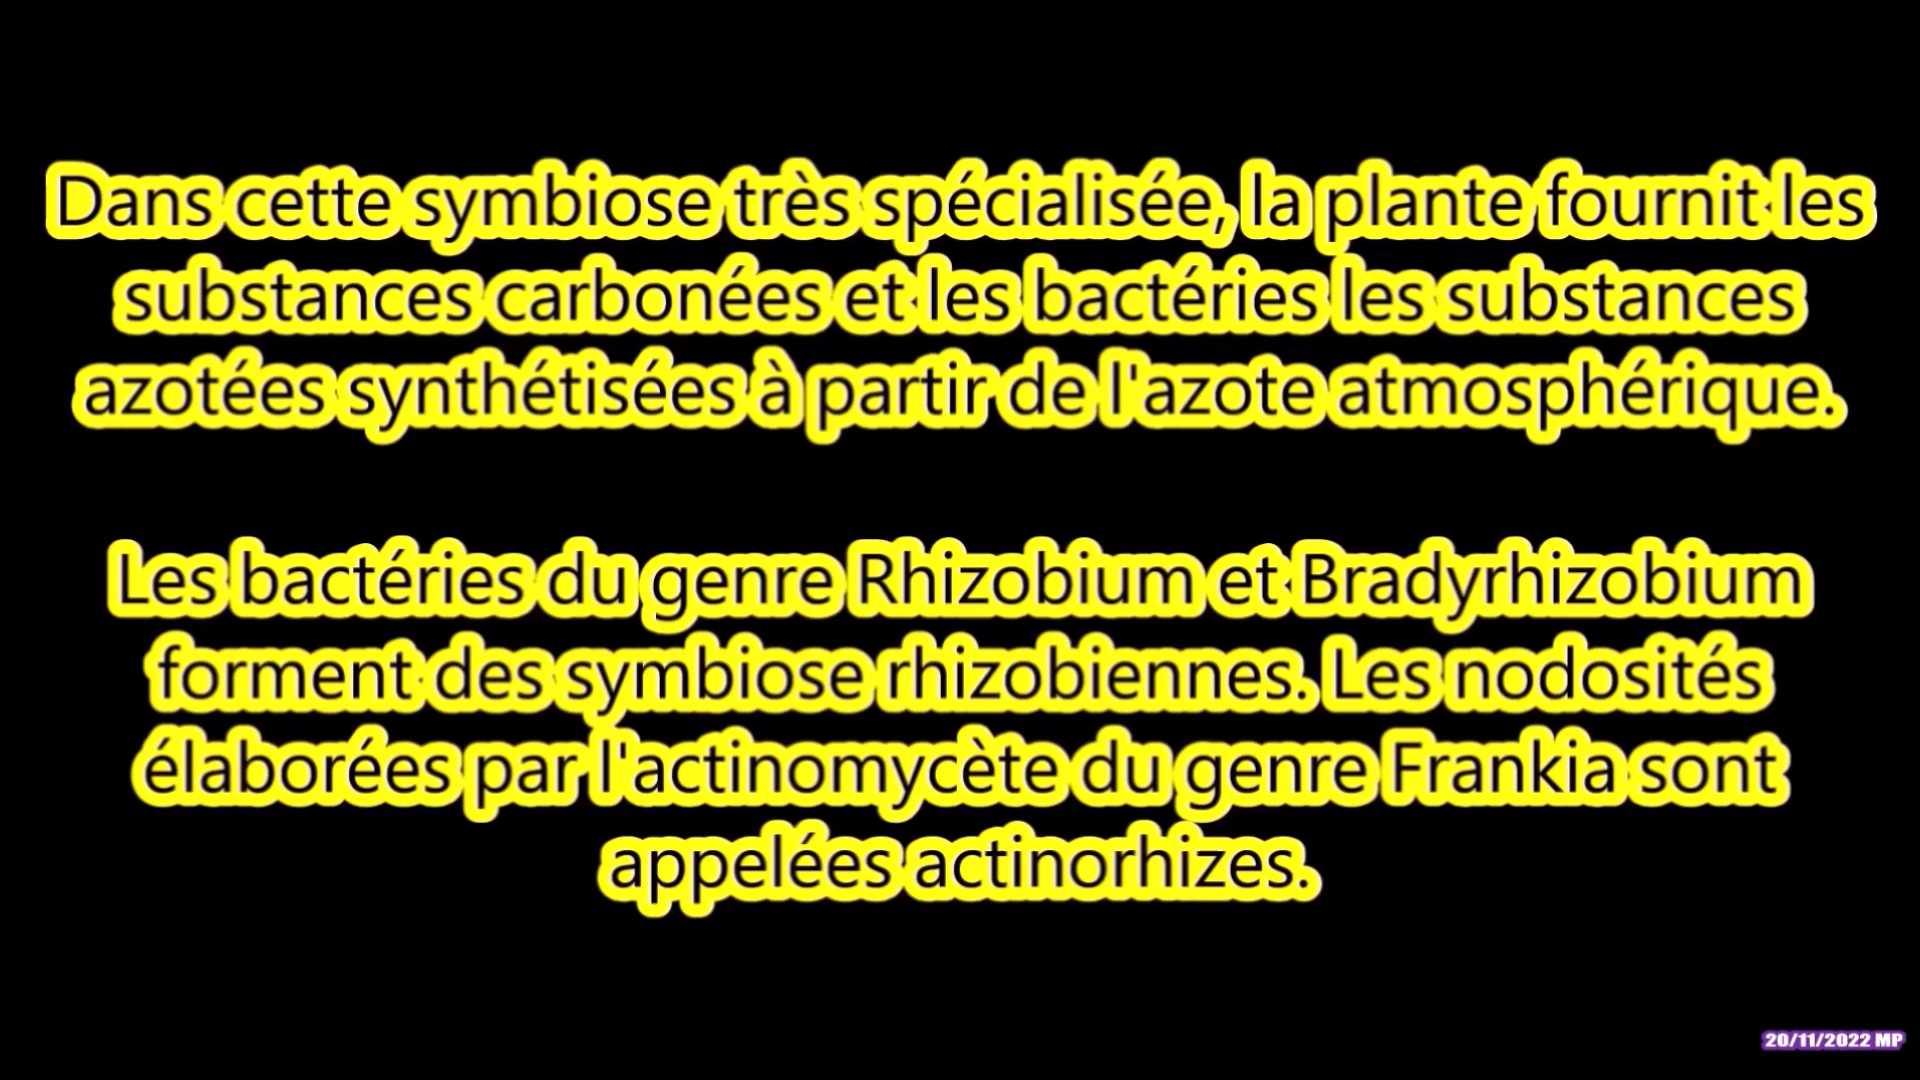 Dans cette symbiose très spécialisée, la plante fournit les
substances carbonées et les bactéries les substances
azotées synthétisées à partir de l'azote atmosphérique.
Les bactéries du genre Rhizobium et Bradyrhizobium
forment des symbiose rhizobiennes. Les nodosités
élaborées par l'actinomycète du genre Frankia sont
appelées actinorhizes.
20/11/2022 MP